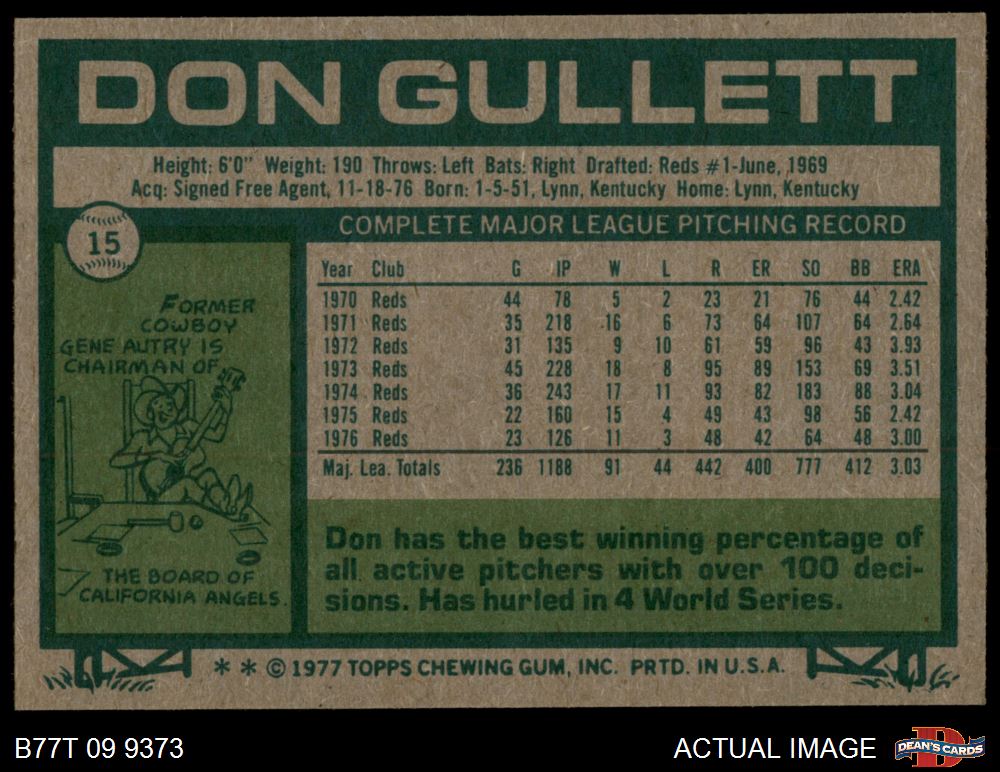 DON GULLETT
Height: 6'0" Weight: 190 Throws: Left Bats: Right Drafted: Reds #1-June, 1969
Acq: Signed Free Agent, 11-18-76 Born: 1-5-51, Lynn, Kentucky Home: Lynn, Kentucky
15
COMPLETE MAJOR LEAGUE PITCHING RECORD
Year Club G IP W L R ER SO BB ERA
1970 Reds 44 78 5 2 23 21 76 44 2.42
1971 Reds 35 218 16 6 73 64 107 64 2.64
1972 Reds 31 135 9 10 61 59 96 43 3.93
1973 Reds 45 228 18 8 95 89 153 69 3.51
1974 Reds 36 243 17 11 93 82 183 88 3.04
1975 Reds 22 160 15 4 49 43 98 56 2.42
1976 Reds 23 126 11 3 48 42 64 48 3.00
Maj. Lea. Totals 236 1188 91 44 442 400 777 412 3.03
FORMER
COWBOY
GENE AUTRY IS
CHAIRMAN OF
THE BOARD OF
CALIFORNIA ANGELS.
Don has the best winning percentage of
all active pitchers with over 100 deci-
sions. Has hurled in 4 World Series.
* * © 1977 TOPPS CHEWING GUM, INC. PRTD. IN U.S.A.
B77T 09 9373
ACTUAL IMAGE
D
DEAN'S CARDS